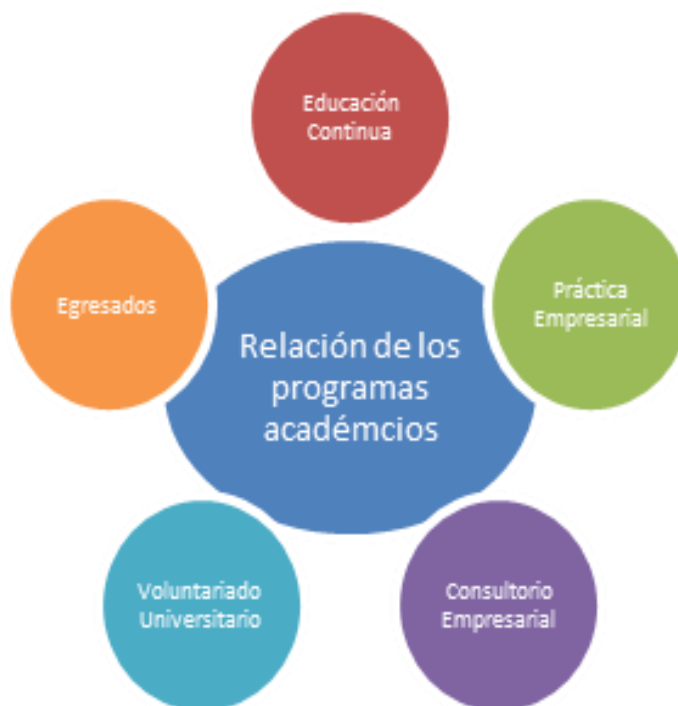 Educación
Continua
Práctica
Empresarial
Consultorio
Empresarial
Voluntariado
Universitario
Egresados
Relación de los
programas
académcios